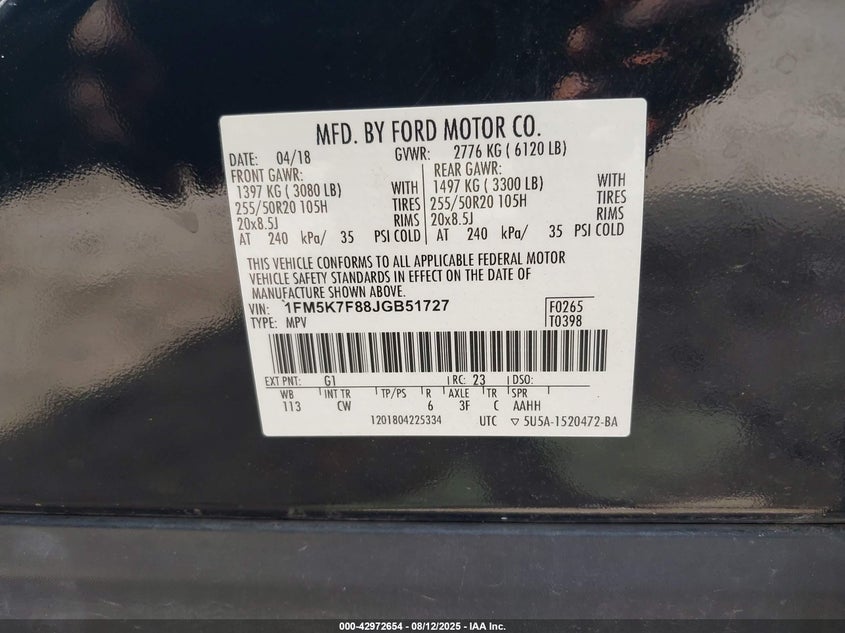 MFD. BY FORD MOTOR CO.
DATE: 04/18 GVWR: 2776 KG ( 6120 LB)
FRONT GAWR: REAR GAWR:
1397 KG ( 3080 LB) WITH 1497 KG ( 3300 LB) WITH
255/50R20 105H TIRES 255/50R20 105H TIRES
20x8.5J RIMS 20x8.5J RIMS
AT 240 kPa/ 35 PSI COLD AT 240 kPa/ 35 PSI COLD
THIS VEHICLE CONFORMS TO ALL APPLICABLE FEDERAL MOTOR
VEHICLE SAFETY STANDARDS IN EFFECT ON THE DATE OF
MANUFACTURE SHOWN ABOVE.
VIN: 1FM5K7F88JGB51727 F0265
TYPE: MPV T0398
EXT PNT: G1 RC: 23 DSO:
WB INT TR TP/PS R AXLE TR SPR
113 CW 6 3F C AAHH
1201804225334 UTC ▽ 5U5A-1520472-BA
000-42972654 - 08/12/2025 - IAA Inc.